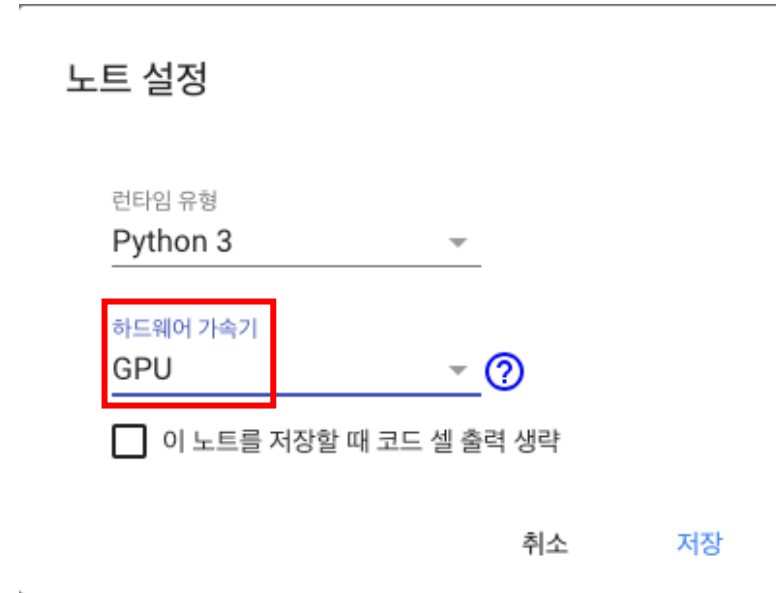 노트 설정
런타임 유형
Python 3
하드웨어 가속기
GPU
?
이 노트를 저장할 때 코드 셀 출력 생략
취소 저장